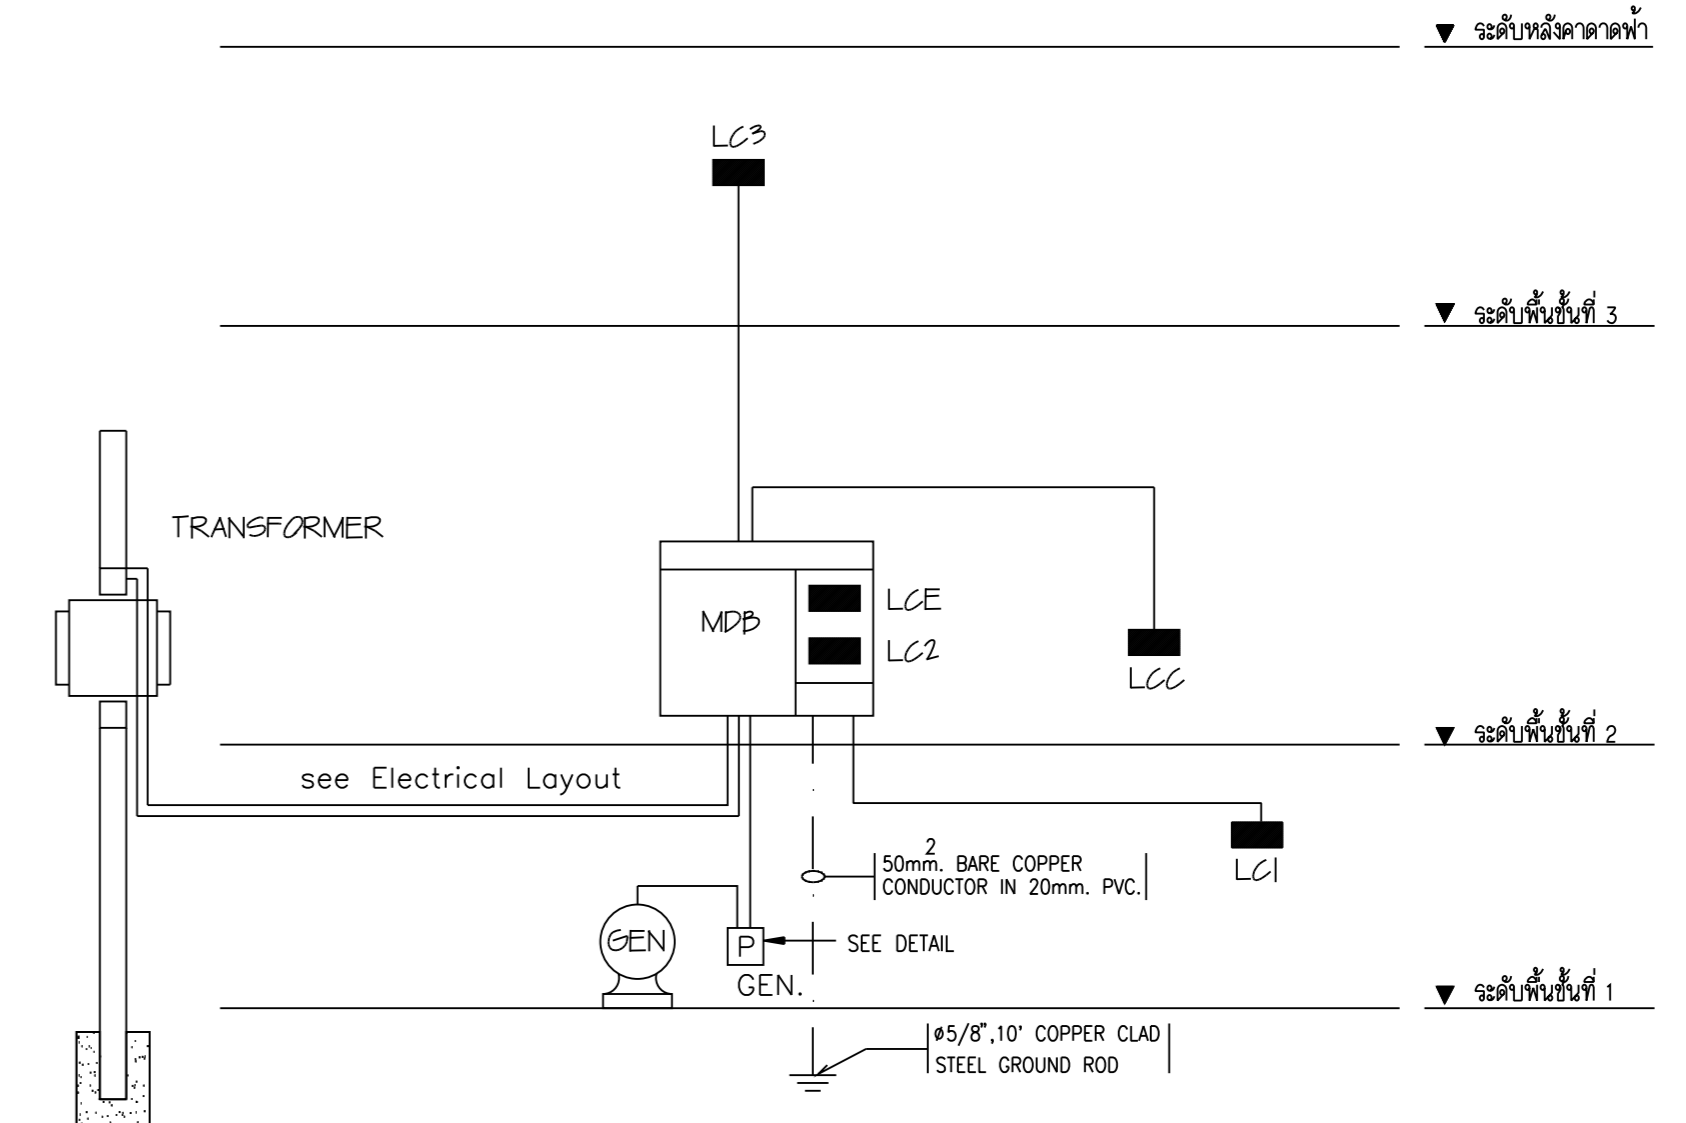 ระดับหลังคาดาดฟ้า
LC3
ระดับพื้นชั้นที่ 3
TRANSFORMER
MDB
LCE
LC2
LCC
ระดับพื้นชั้นที่ 2
see Electrical Layout
50mm.2 BARE COPPER
CONDUCTOR IN 20mm. PVC.
LC1
GEN
P
SEE DETAIL
GEN.
ระดับพื้นชั้นที่ 1
ø5/8",10' COPPER CLAD
STEEL GROUND ROD